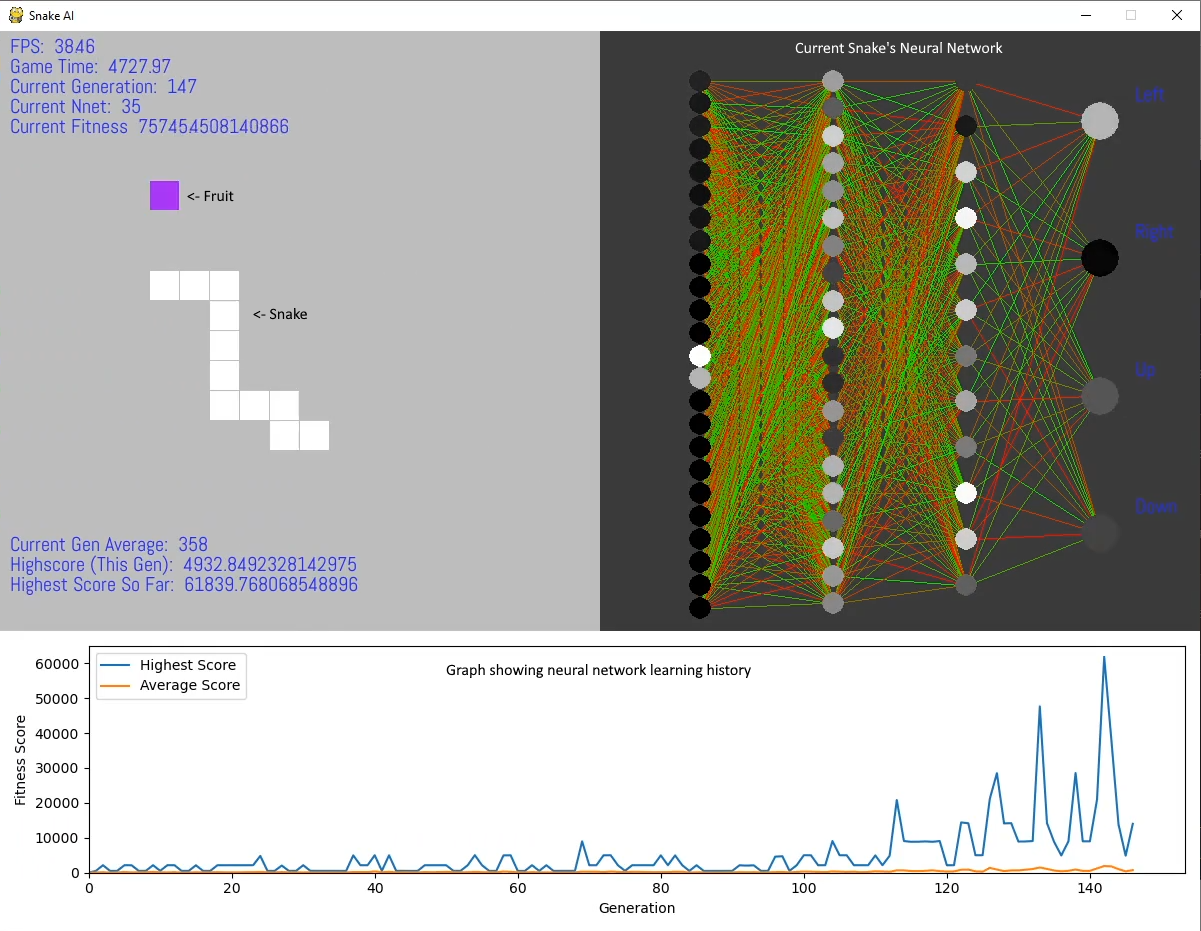 Snake AI
FPS: 3846
Game Time: 4727.97
Current Generation: 147
Current Nnet: 35
Current Fitness 757454508140866
<- Fruit
<- Snake
Current Gen Average: 358
Highscore (This Gen): 4932.8492328142975
Highest Score So Far: 61839.768068548896
Current Snake's Neural Network
Left
Right
Up
Down
Highest Score
Average Score
Graph showing neural network learning history
Fitness Score
60000
50000
40000
30000
20000
10000
0
0 20 40 60 80 100 120 140
Generation